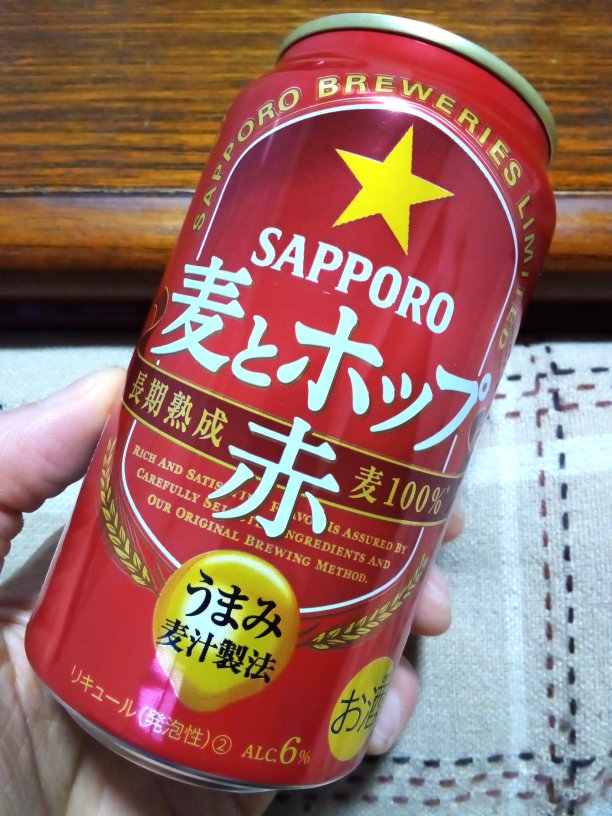 SAPPORO BREWERIES LIMITED
SAPPORO
麦とホップ
長期熟成
赤
麦100%*
RICH AND SATISFYING FLAVOR IS ASSURED BY
CAREFULLY SELECTED INGREDIENTS AND
OUR ORIGINAL BREWING METHOD.
うまみ
麦汁製法
リキュール(発泡性)②
ALC.6%
お酒